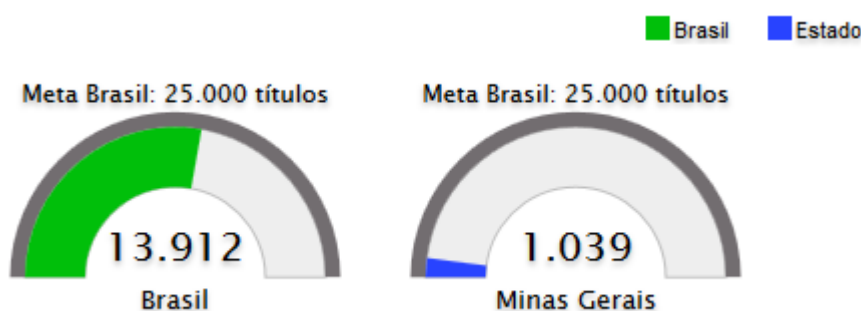 Brasil Estado
Meta Brasil: 25.000 títulos Meta Brasil: 25.000 títulos
13.912 1.039
Brasil Minas Gerais